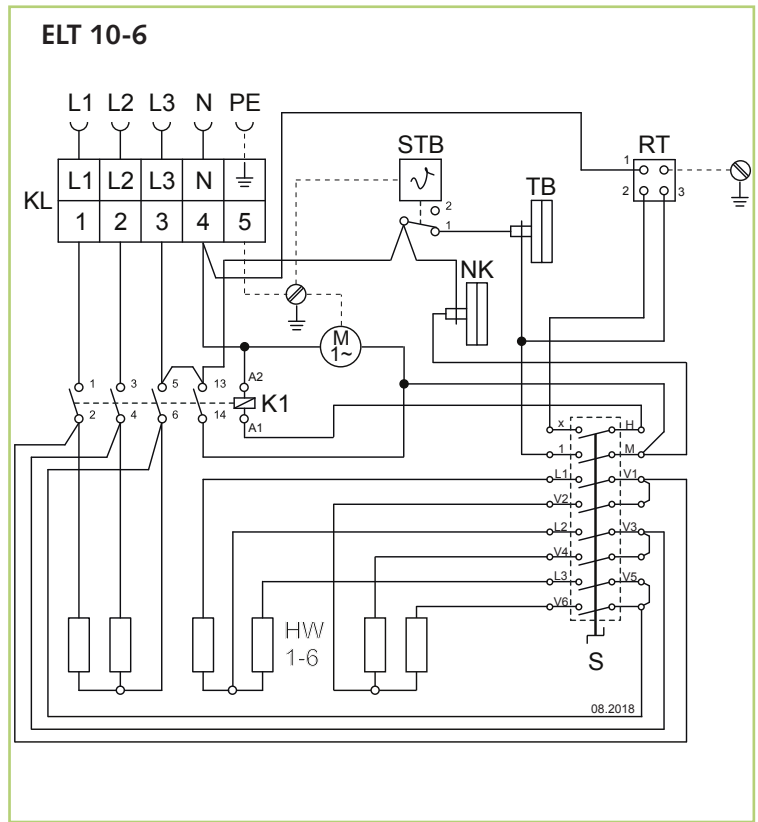 ELT 10-6
L1 L2 L3 N PE
KL
L1 L2 L3 N
1 2 3 4 5
STB
2
1
TB
NK
RT
1
2 3
M
1~
1 3 5 13
A2
K1
2 4 6 14
A1
x H
1 M
L1 V1
V2
L2 V3
V4
L3 V5
V6
HW
1-6
S
08.2018